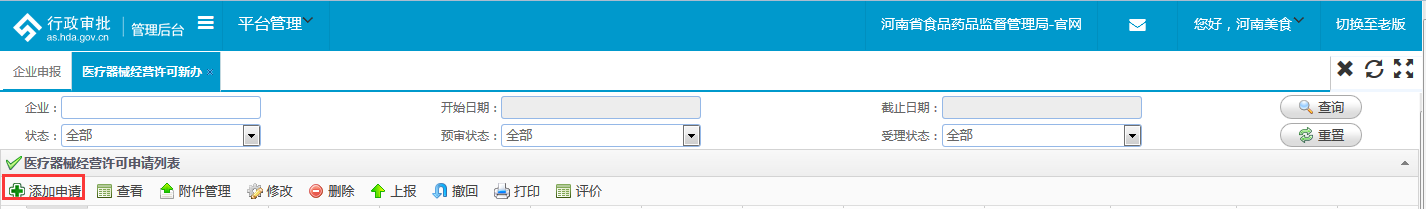 行政审批 as.hda.gov.cn 管理后台 平台管理 河南省食品药品监督管理局-官网 您好，河南美食 切换至老版
企业申报 医疗器械经营许可新办
企业： 开始日期： 截止日期： 查询
状态： 全部 预审状态： 全部 受理状态： 全部 重置
医疗器械经营许可申请列表
添加申请 查看 附件管理 修改 删除 上报 撤回 打印 评价